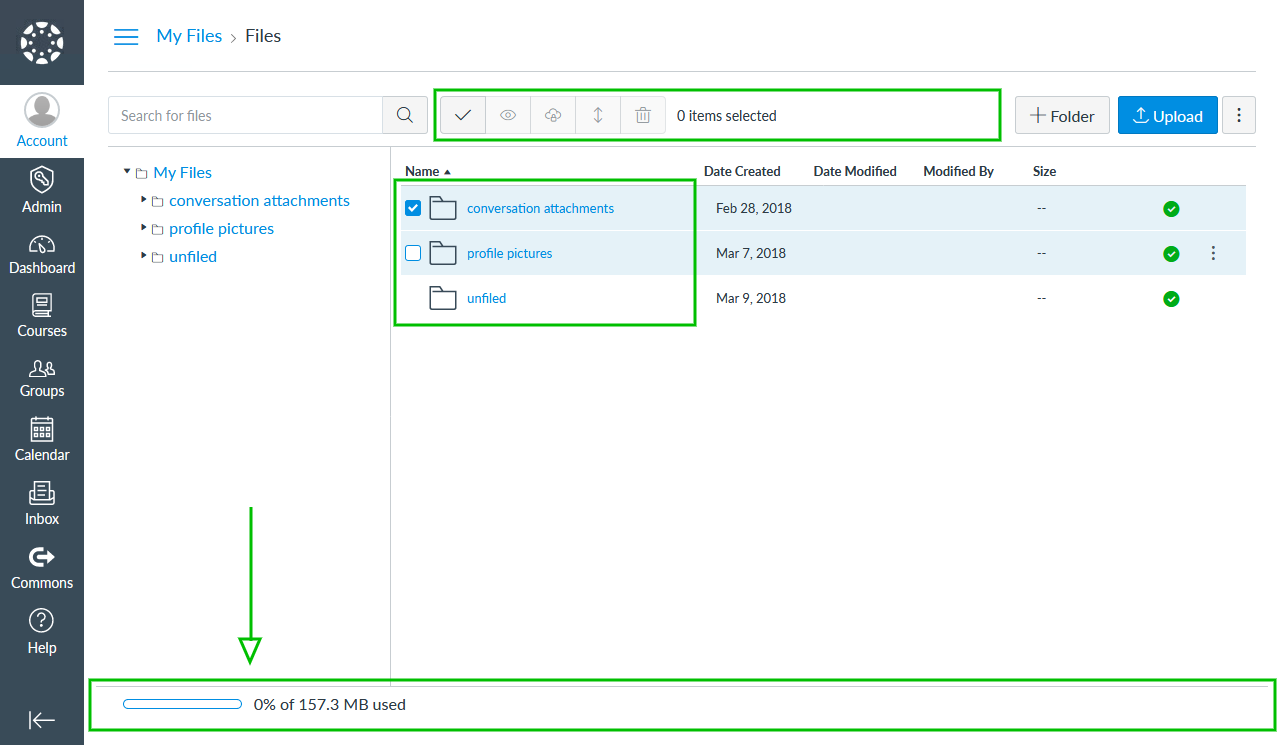 My Files > Files
Search for files
0 items selected
Folder
Upload
Account
Admin
Dashboard
Courses
Groups
Calendar
Inbox
Commons
Help
My Files
conversation attachments
profile pictures
unfiled
Name Date Created Date Modified Modified By Size
conversation attachments Feb 28, 2018 --
profile pictures Mar 7, 2018 --
unfiled Mar 9, 2018 --
0% of 157.3 MB used